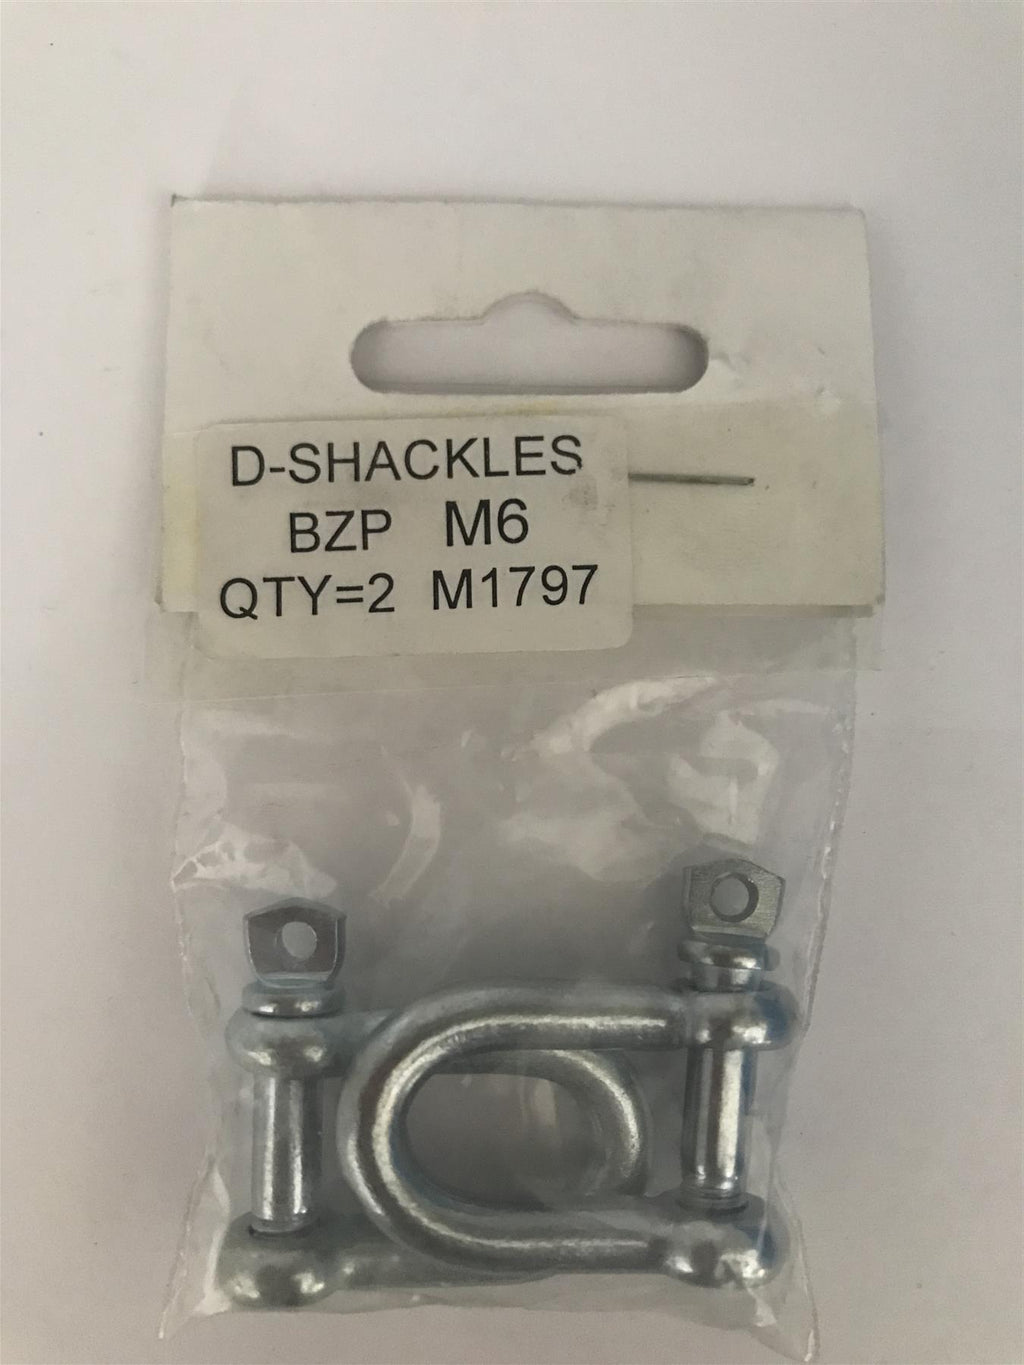 D-SHACKLES
BZP M6
QTY=2 M1797